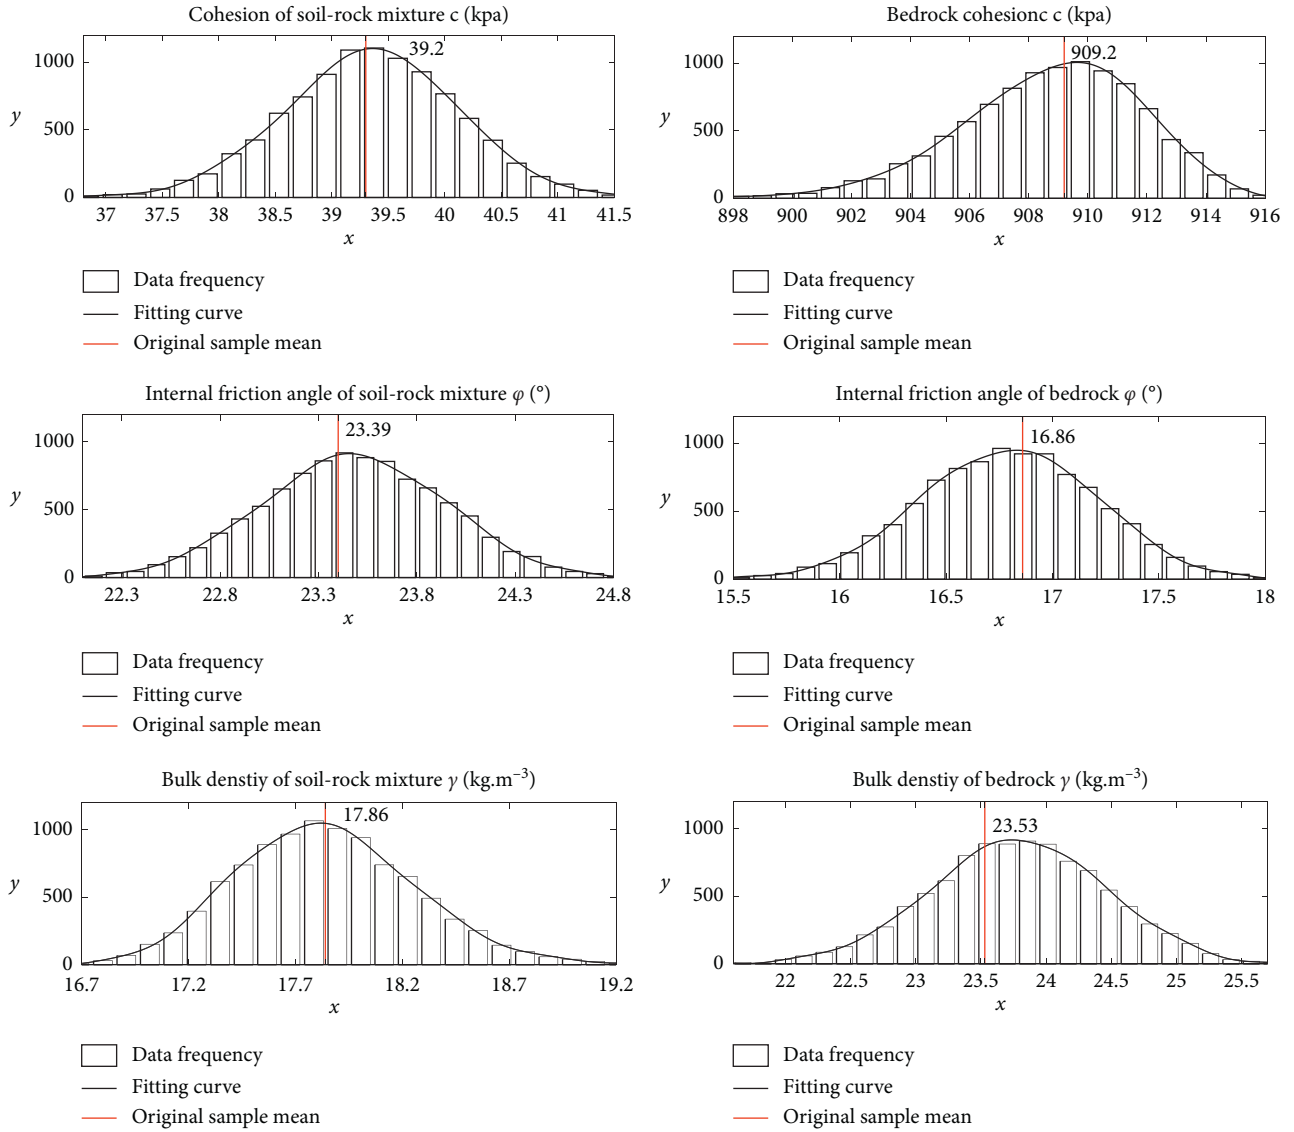 Cohesion of soil-rock mixture c (kpa)
39.2
1000
500
0
y
37 37.5 38 38.5 39 39.5 40 40.5 41 41.5
x
Data frequency
Fitting curve
Original sample mean
Bedrock cohesionc c (kpa)
909.2
1000
500
0
y
898 900 902 904 906 908 910 912 914 916
x
Data frequency
Fitting curve
Original sample mean
Internal friction angle of soil-rock mixture φ (°)
23.39
1000
500
0
y
22.3 22.8 23.3 23.8 24.3 24.8
x
Data frequency
Fitting curve
Original sample mean
Internal friction angle of bedrock φ (°)
16.86
1000
500
0
y
15.5 16 16.5 17 17.5 18
x
Data frequency
Fitting curve
Original sample mean
Bulk denstiy of soil-rock mixture γ (kg.m⁻³)
17.86
1000
500
0
y
16.7 17.2 17.7 18.2 18.7 19.2
x
Data frequency
Fitting curve
Original sample mean
Bulk denstiy of bedrock γ (kg.m⁻³)
23.53
1000
500
0
y
22 22.5 23 23.5 24 24.5 25 25.5
x
Data frequency
Fitting curve
Original sample mean